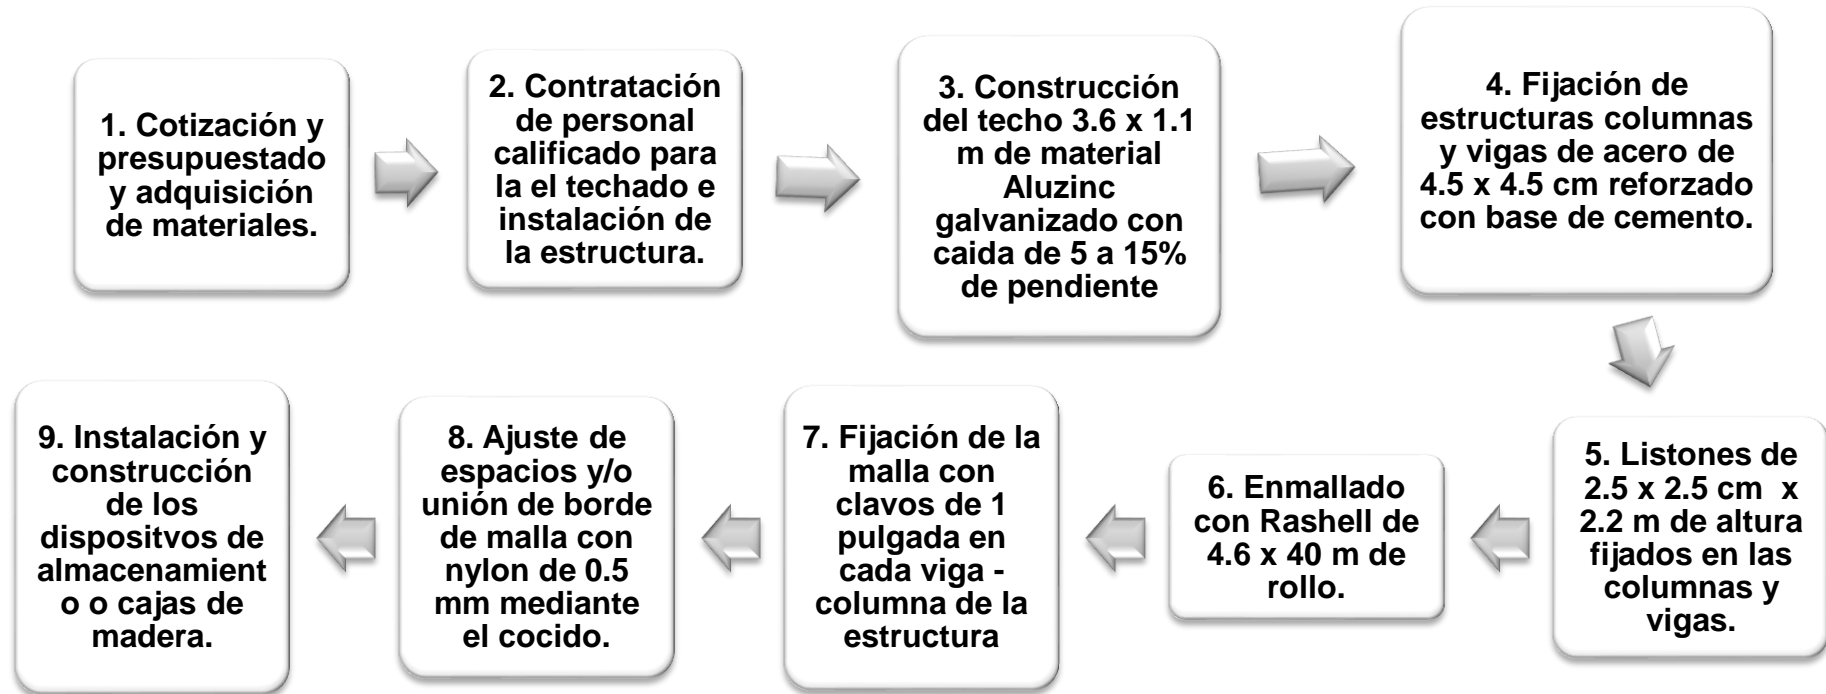 1. Cotización y
presupuestado
y adquisición
de materiales.
2. Contratación
de personal
calificado para
la el techado e
instalación de
la estructura.
3. Construcción
del techo 3.6 x 1.1
m de material
Aluzinc
galvanizado con
caida de 5 a 15%
de pendiente
4. Fijación de
estructuras columnas
y vigas de acero de
4.5 x 4.5 cm reforzado
con base de cemento.
5. Listones de
2.5 x 2.5 cm x
2.2 m de altura
fijados en las
columnas y
vigas.
6. Enmallado
con Rashell de
4.6 x 40 m de
rollo.
7. Fijación de la
malla con
clavos de 1
pulgada en
cada viga -
columna de la
estructura
8. Ajuste de
espacios y/o
unión de borde
de malla con
nylon de 0.5
mm mediante
el cocido.
9. Instalación y
construcción
de los
dispositvos de
almacenamient
o o cajas de
madera.